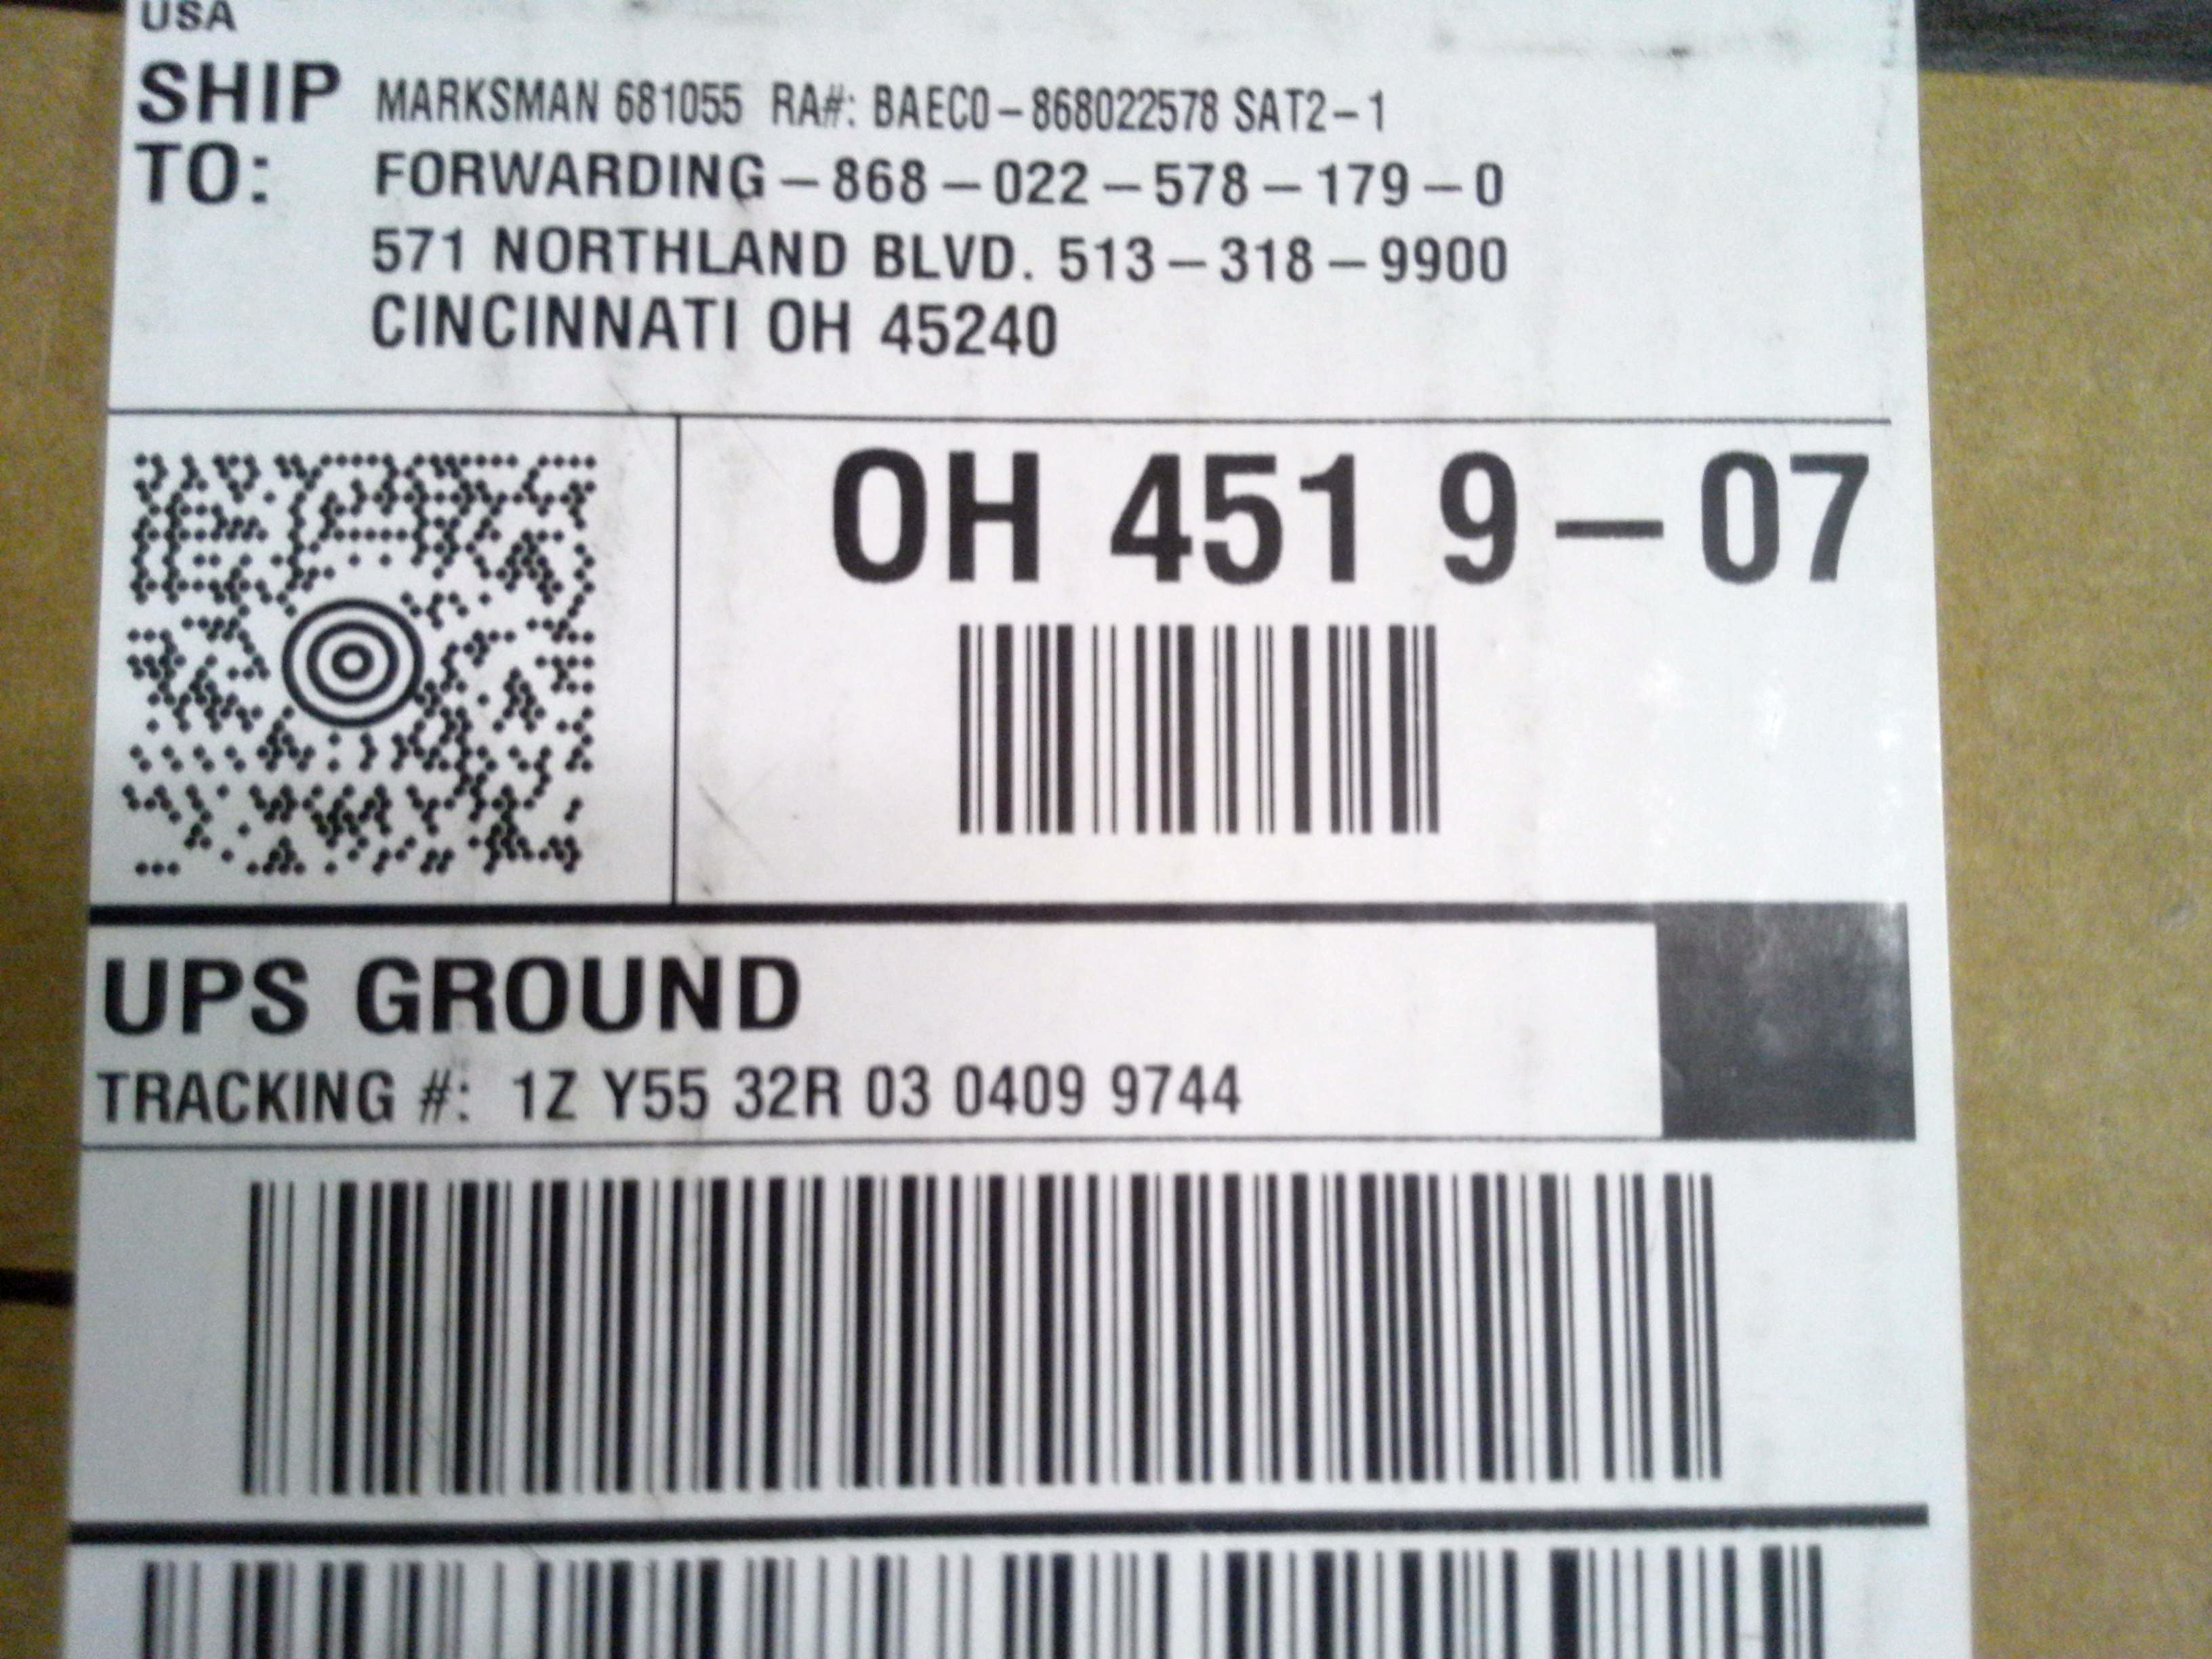 USA
SHIP TO:
MARKSMAN 681055 RA#: BAEC0-868022578 SAT2-1
FORWARDING-868-022-578-179-0
571 NORTHLAND BLVD. 513-318-9900
CINCINNATI OH 45240
OH 451 9-07
UPS GROUND
TRACKING #: 1Z Y55 32R 03 0409 9744